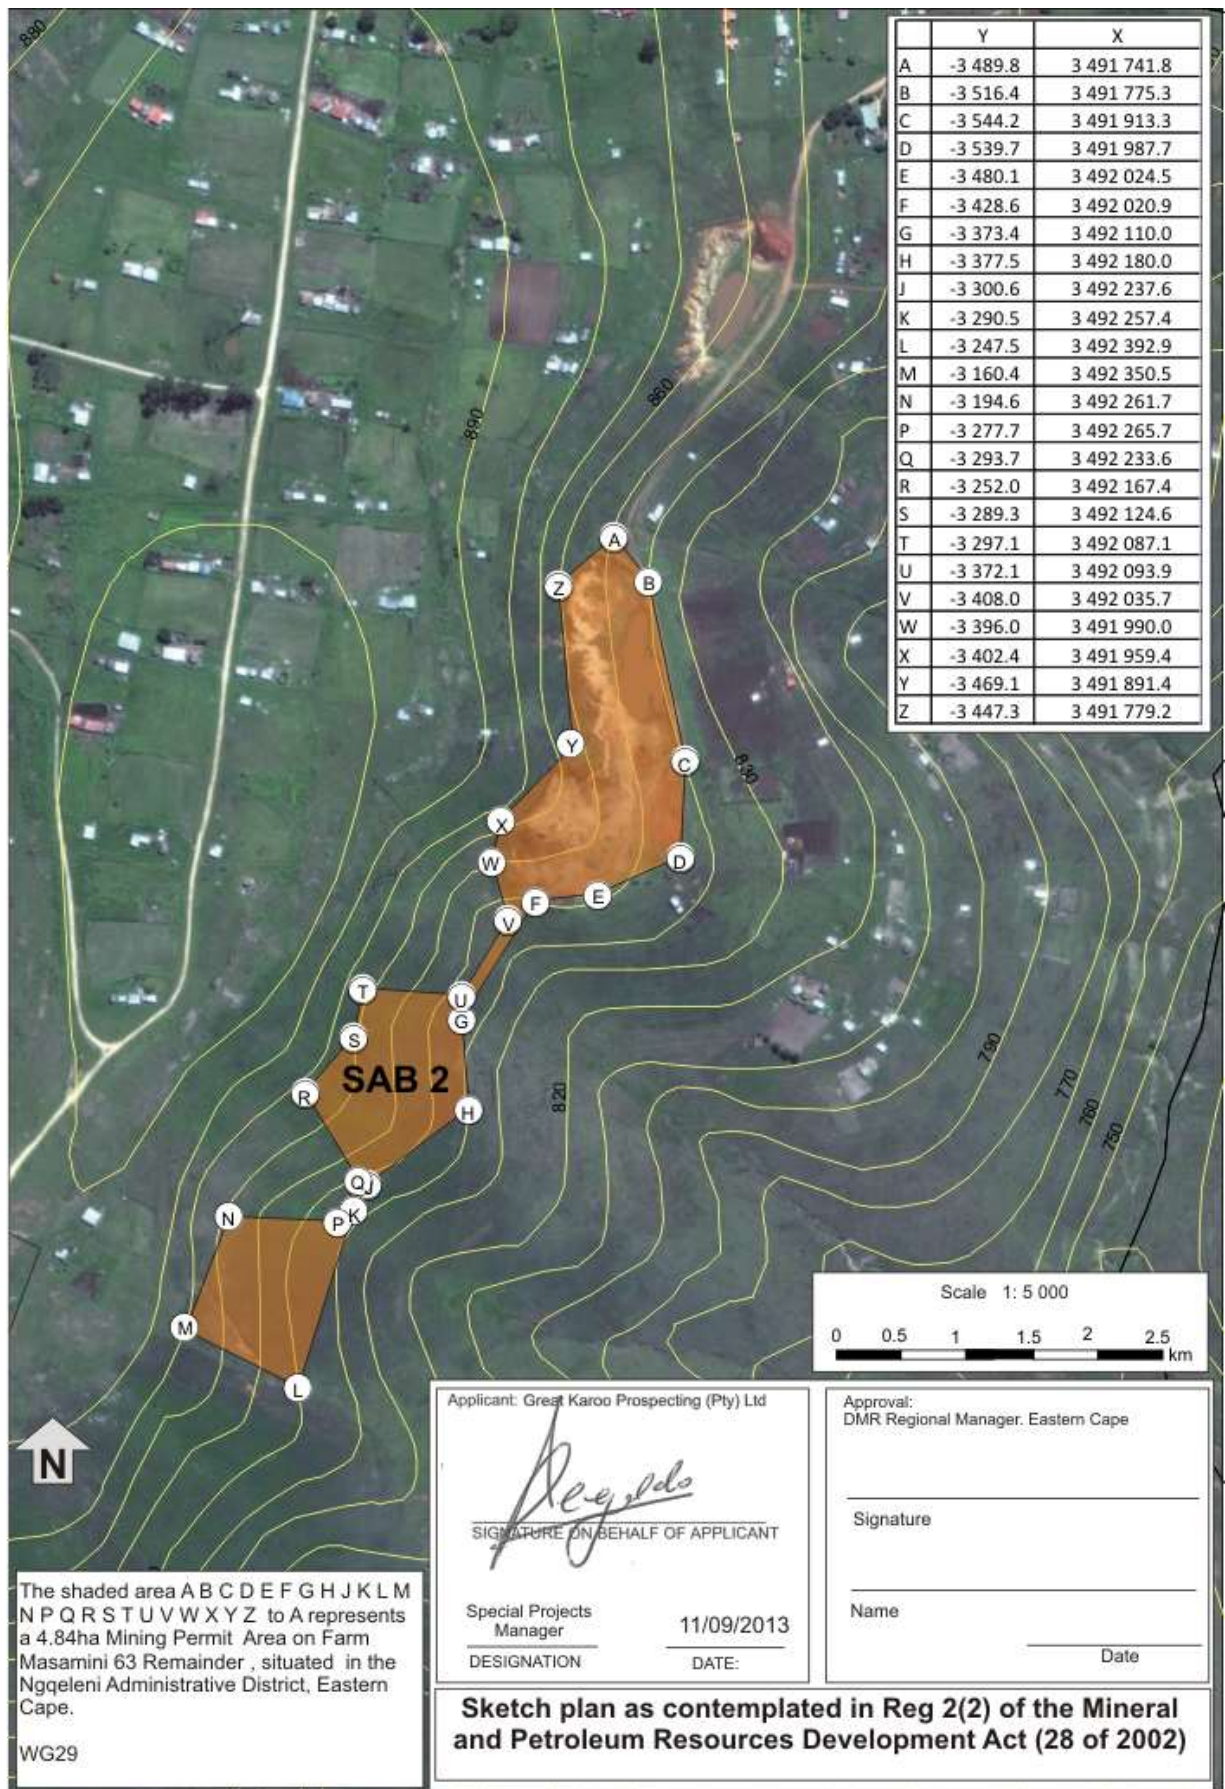 880
Y X
A -3 489.8 3 491 741.8
B -3 516.4 3 491 775.3
C -3 544.2 3 491 913.3
D -3 539.7 3 491 987.7
E -3 480.1 3 492 024.5
F -3 428.6 3 492 020.9
G -3 373.4 3 492 110.0
H -3 377.5 3 492 180.0
J -3 300.6 3 492 237.6
K -3 290.5 3 492 257.4
L -3 247.5 3 492 392.9
M -3 160.4 3 492 350.5
N -3 194.6 3 492 261.7
P -3 277.7 3 492 265.7
Q -3 293.7 3 492 233.6
R -3 252.0 3 492 167.4
S -3 289.3 3 492 124.6
T -3 297.1 3 492 087.1
U -3 372.1 3 492 093.9
V -3 408.0 3 492 035.7
W -3 396.0 3 491 990.0
X -3 402.4 3 491 959.4
Y -3 469.1 3 491 891.4
Z -3 447.3 3 491 779.2
860
890
A
Z
B
Y
C
830
X
W
D
E
F
V
T
U
G
S
SAB 2
R
H
820
790
770
760
750
Q
J
K
N
P
M
L
N
Scale 1: 5 000
0 0.5 1 1.5 2 2.5
km
Applicant: Great Karoo Prospecting (Pty) Ltd
SIGNATURE ON BEHALF OF APPLICANT
Special Projects
Manager
11/09/2013
DESIGNATION
DATE:
Approval:
DMR Regional Manager. Eastern Cape
Signature
Name
Date
The shaded area A B C D E F G H J K L M
N P Q R S T U V W X Y Z to A represents
a 4.84ha Mining Permit Area on Farm
Masamini 63 Remainder , situated in the
Ngqeleni Administrative District, Eastern
Cape.
WG29
Sketch plan as contemplated in Reg 2(2) of the Mineral
and Petroleum Resources Development Act (28 of 2002)